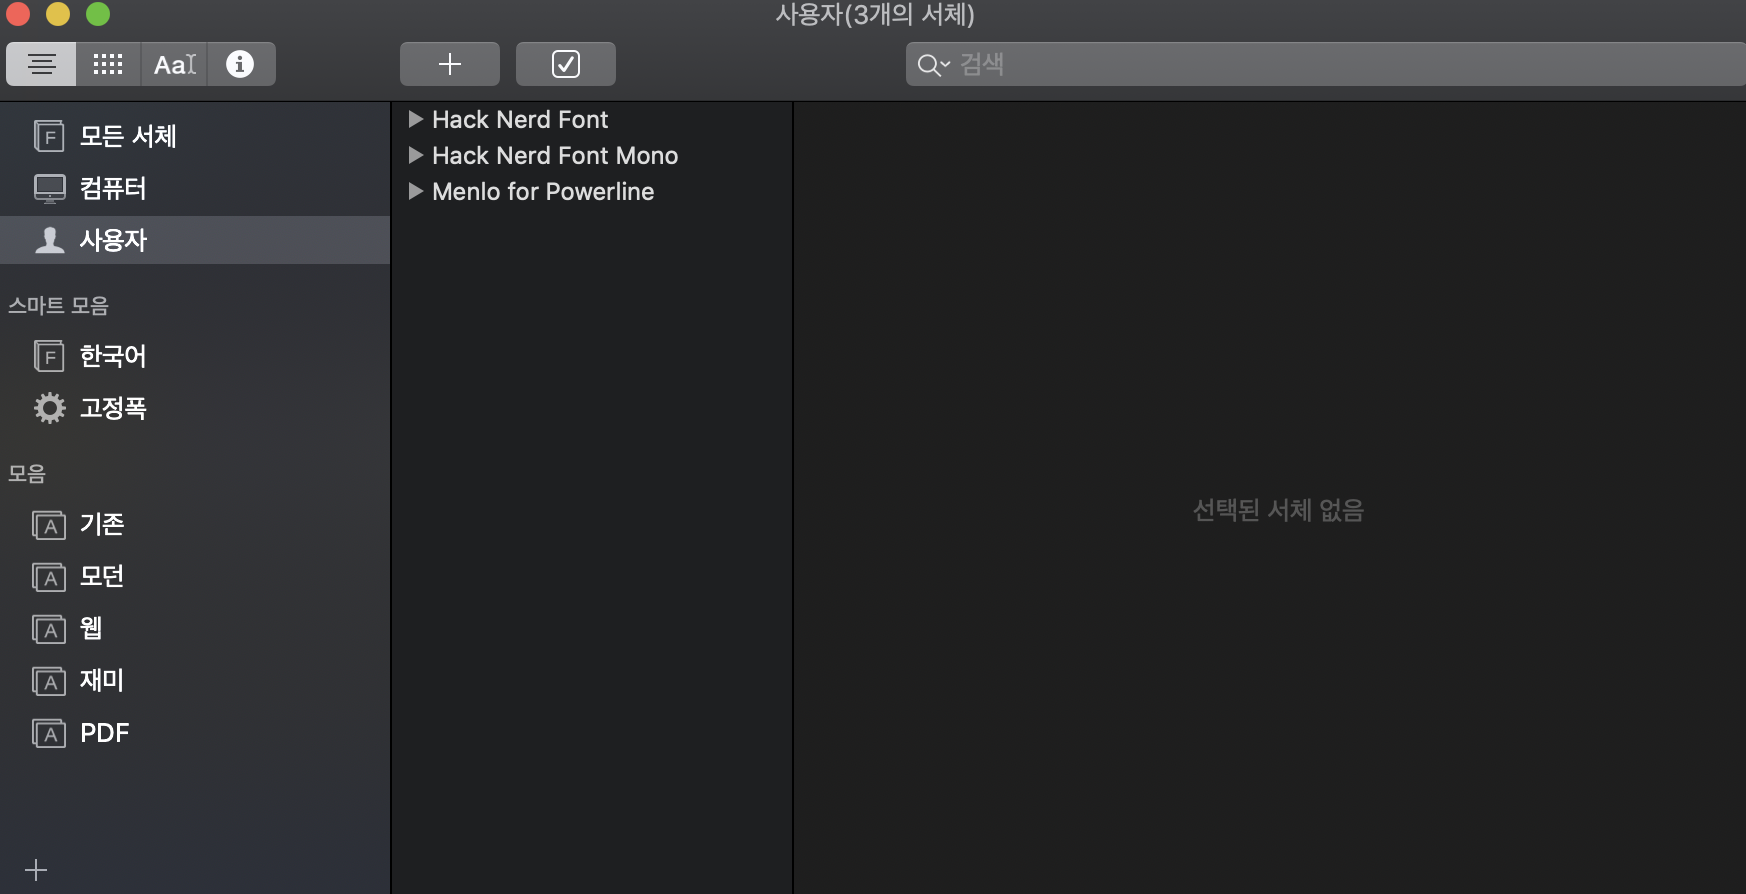 사용자(3개의 서체)
Aa
검색
모든 서체
컴퓨터
사용자
스마트 모음
한국어
고정폭
모음
기존
모던
웹
재미
PDF
Hack Nerd Font
Hack Nerd Font Mono
Menlo for Powerline
선택된 서체 없음